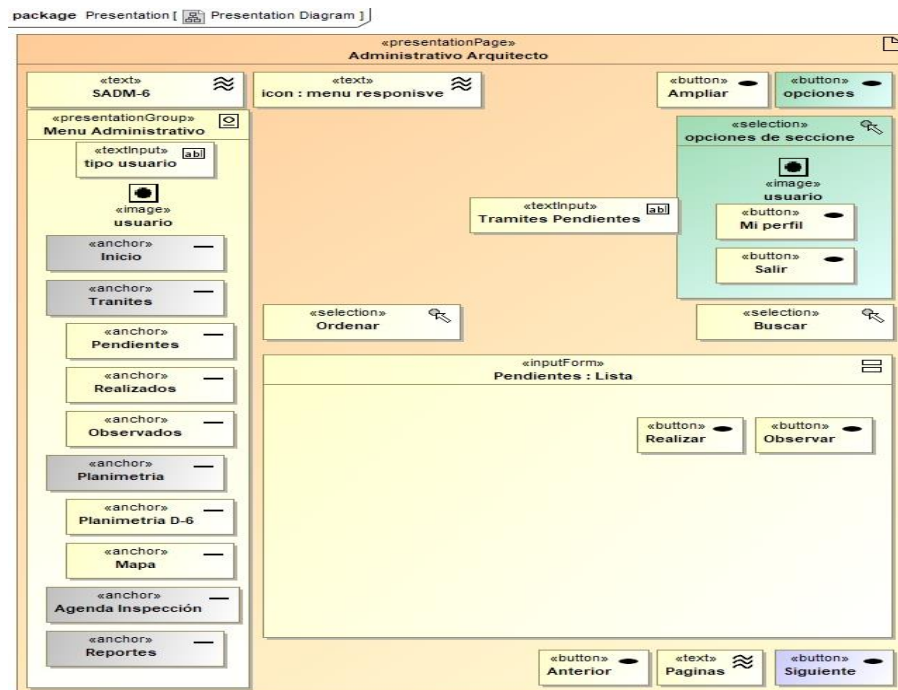 package Presentation [ Presentation Diagram ]
«presentationPage»
Administrativo Arquitecto
«text»
SADM-6
«text»
icon : menu responisve
«button»
Ampliar
«button»
opciones
«presentationGroup»
Menu Administrativo
«textInput»
tipo usuario
abl
«image»
usuario
«anchor»
Inicio
«anchor»
Tranites
«anchor»
Pendientes
«anchor»
Realizados
«anchor»
Observados
«anchor»
Planimetria
«anchor»
Planimetria D-6
«anchor»
Mapa
«anchor»
Agenda Inspección
«anchor»
Reportes
«selection»
opciones de seccione
«image»
usuario
«button»
Mi perfil
«button»
Salir
«textInput»
Tramites Pendientes
abl
«selection»
Ordenar
«selection»
Buscar
«inputForm»
Pendientes : Lista
«button»
Realizar
«button»
Observar
«button»
Anterior
«text»
Paginas
«button»
Siguiente